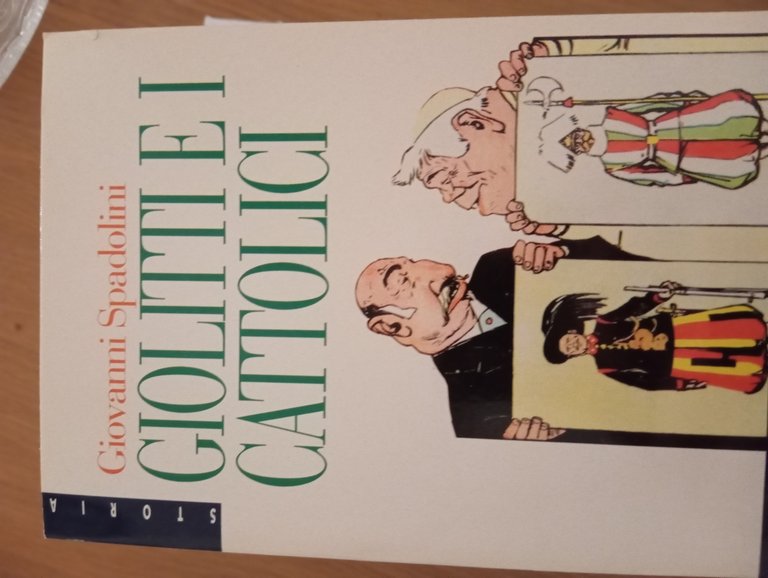 STORIA
Giovanni Spadolini
GIOLITTI E I
CATTOLICI